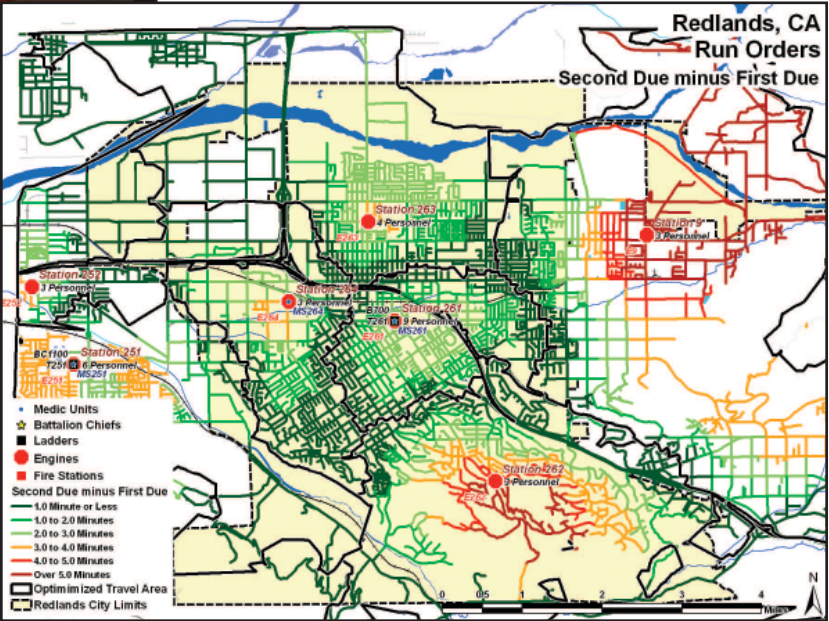 Redlands, CA
Run Orders
Second Due minus First Due
Station 263
4 Personnel
E263
Station 9
3 Personnel
Station 252
3 Personnel
E252
Station 264
3 Personnel
MS264
E264
B700
Station 261
T261
9 Personnel
MS261
E261
BC1100
Station 251
T251
6 Personnel
MS251
E251
Station 262
3 Personnel
E262
Medic Units
Battalion Chiefs
Ladders
Engines
Fire Stations
Second Due minus First Due
1.0 Minute or Less
1.0 to 2.0 Minutes
2.0 to 3.0 Minutes
3.0 to 4.0 Minutes
4.0 to 5.0 Minutes
Over 5.0 Minutes
Optimimized Travel Area
Redlands City Limits
0 0.5 1 2 3 4
Miles
N